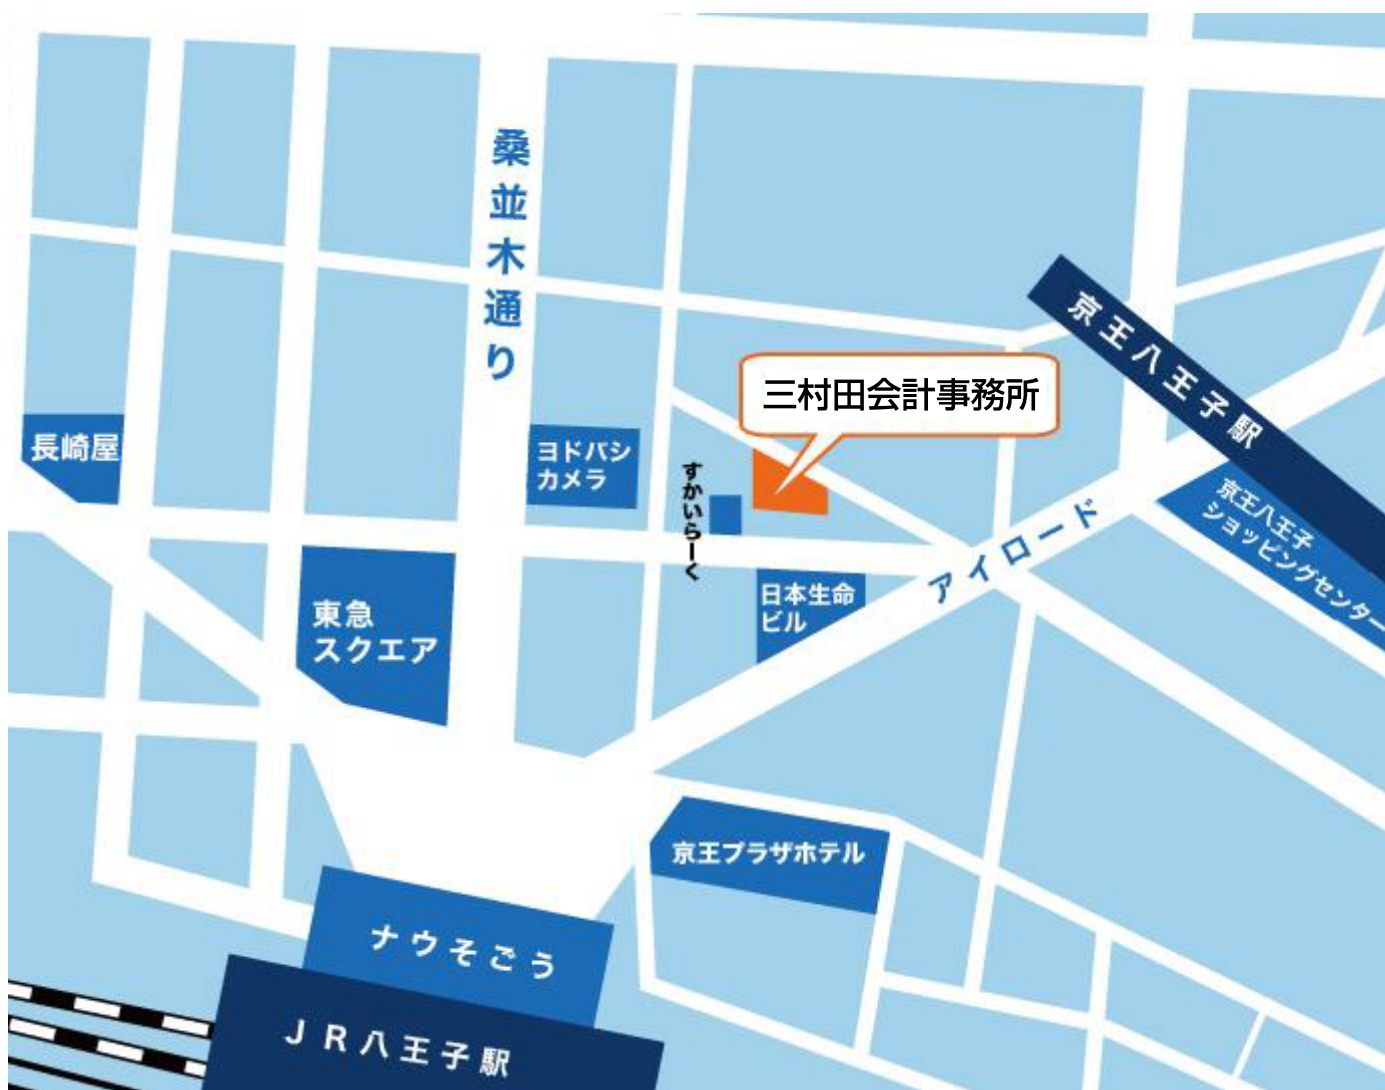 桑並木通り
京王八王子駅
三村田会計事務所
長崎屋
ヨドバシ
カメラ
すかいらーく
京王八王子
ショッピングセンター
アイロード
東急
スクエア
日本生命
ビル
京王プラザホテル
ナウそごう
JR八王子駅